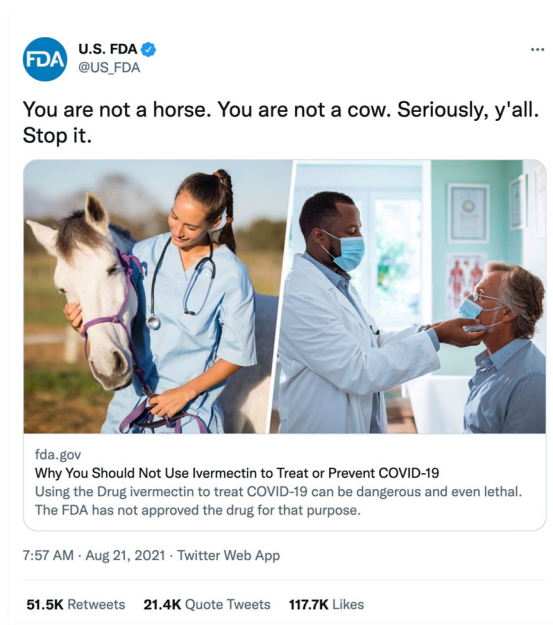 FDA
U.S. FDA
@US_FDA
You are not a horse. You are not a cow. Seriously, y'all.
Stop it.
fda.gov
Why You Should Not Use Ivermectin to Treat or Prevent COVID-19
Using the Drug ivermectin to treat COVID-19 can be dangerous and even lethal.
The FDA has not approved the drug for that purpose.
7:57 AM · Aug 21, 2021 · Twitter Web App
51.5K Retweets 21.4K Quote Tweets 117.7K Likes